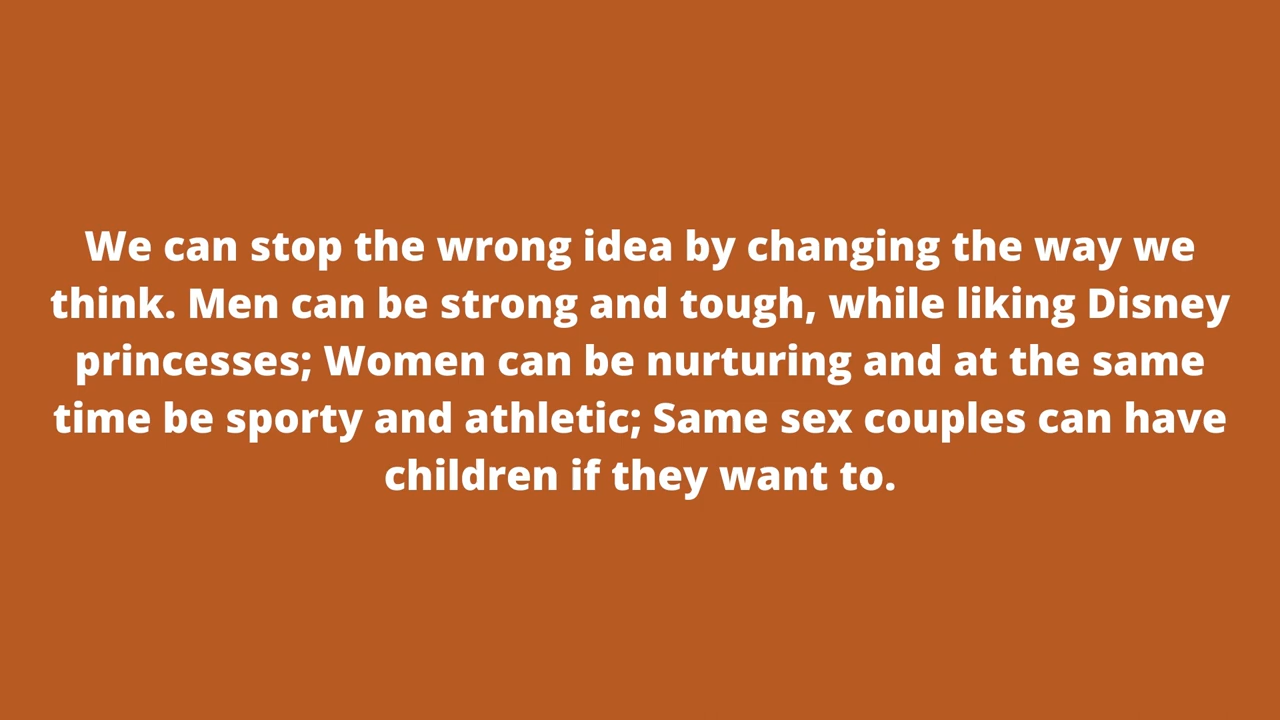 We can stop the wrong idea by changing the way we
think. Men can be strong and tough, while liking Disney
princesses; Women can be nurturing and at the same
time be sporty and athletic; Same sex couples can have
children if they want to.